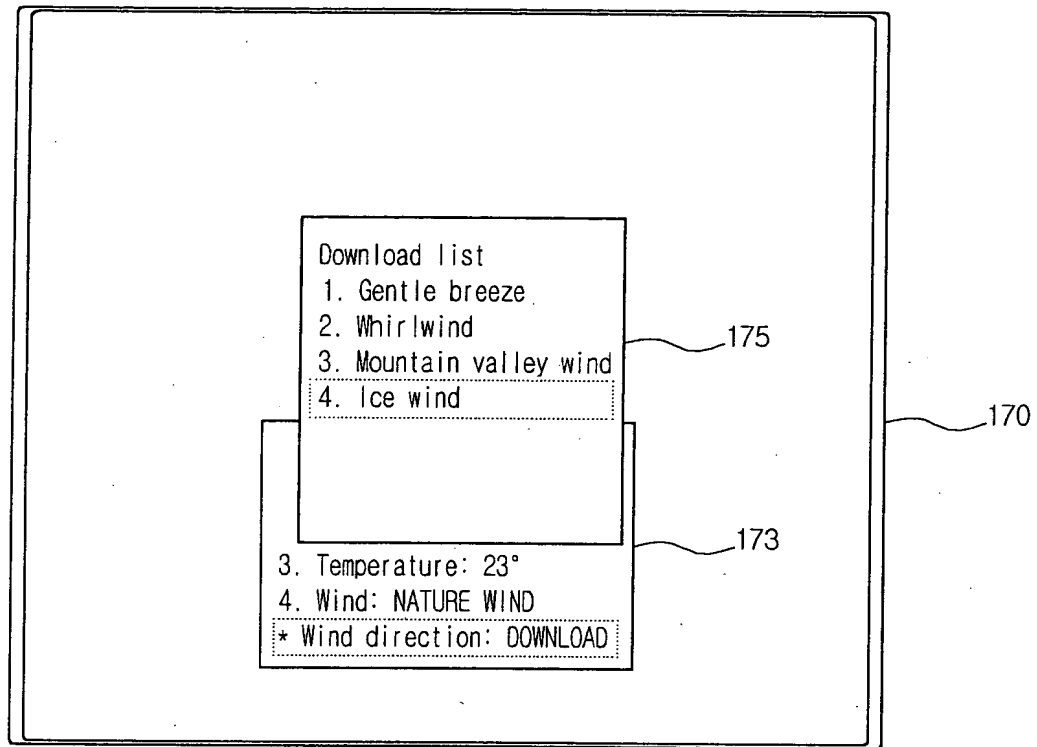 Download list
1. Gentle breeze
2. Whirlwind
3. Mountain valley wind
4. Ice wind
175
170
173
3. Temperature: 23°
4. Wind: NATURE WIND
* Wind direction: DOWNLOAD